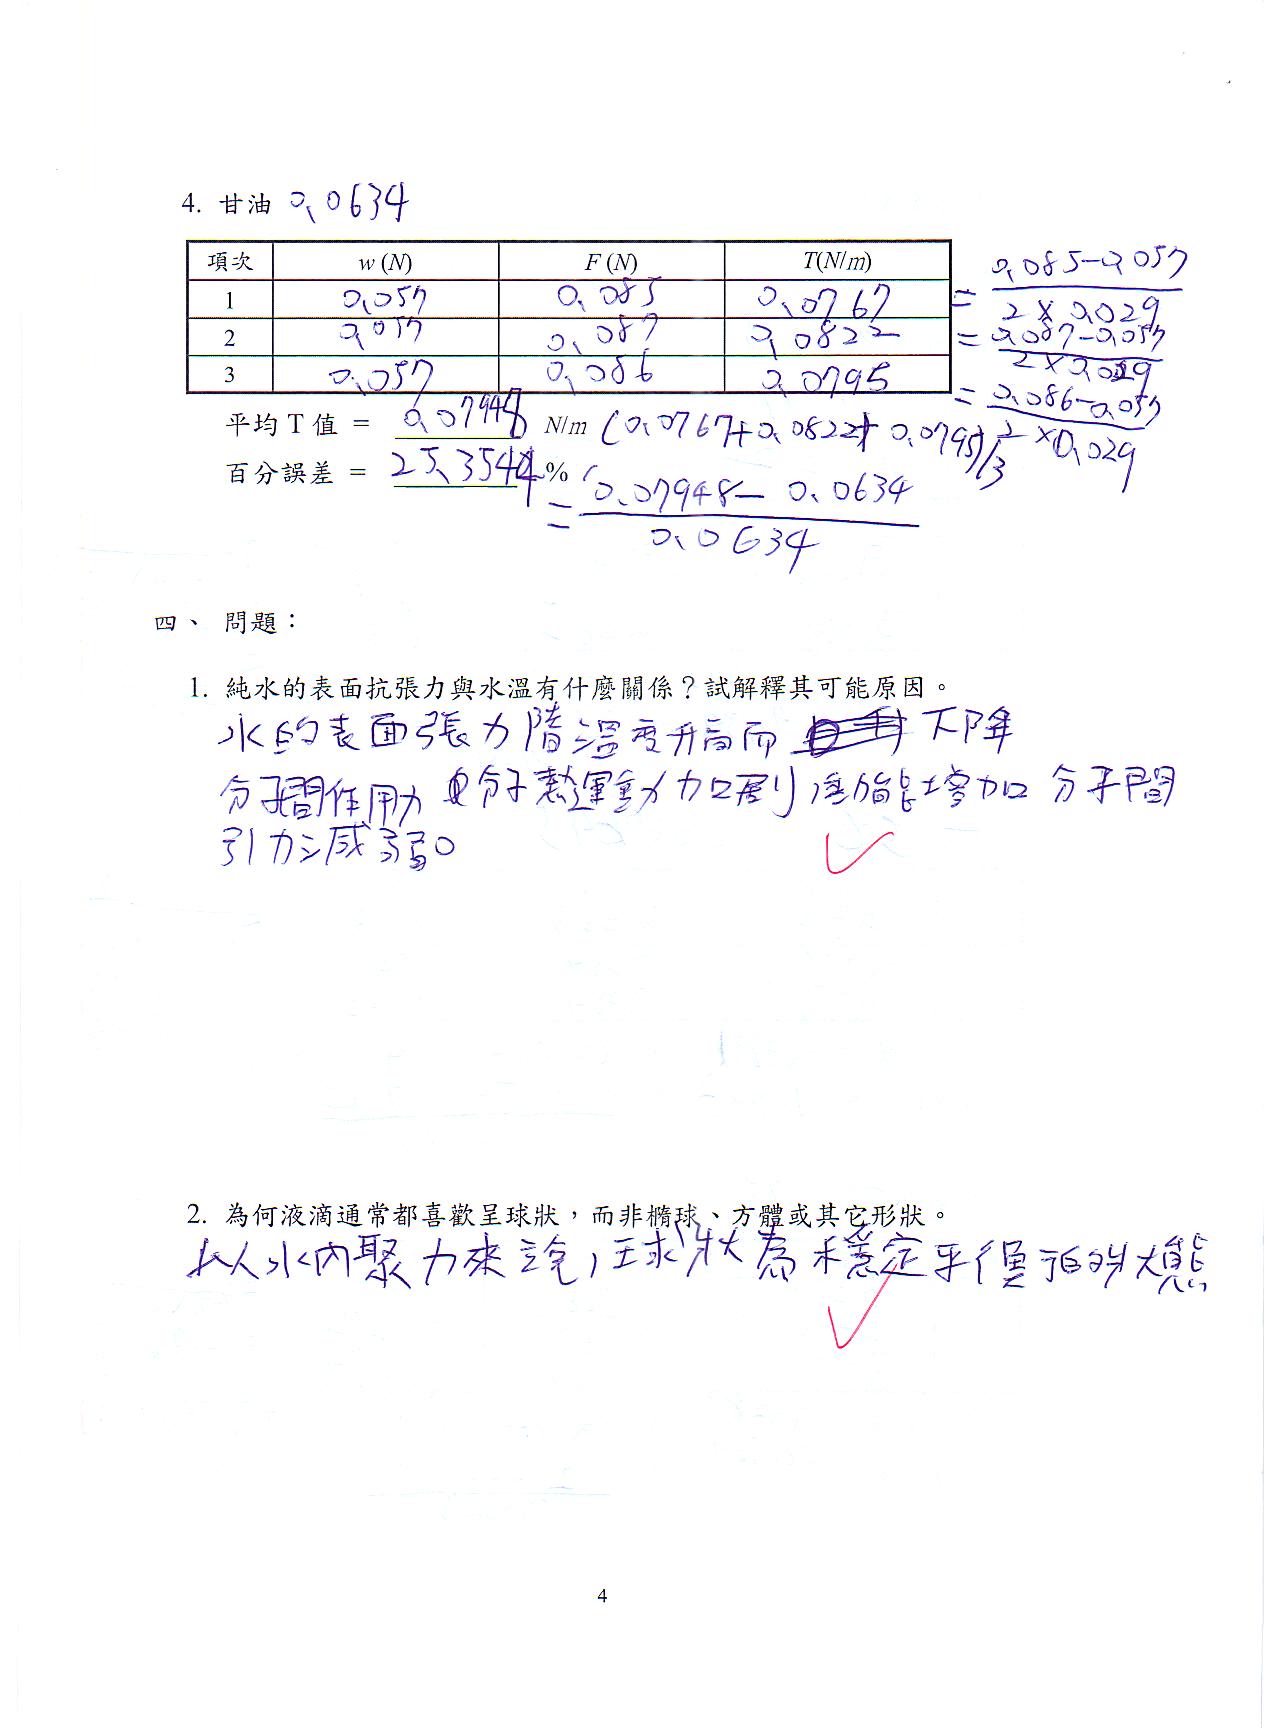 4. 甘油 0.0634
項次 w (N) F (N) T(N/m)
1 0.057 0.085 0.0767 = 0.085-0.057 / 2×0.029
2 0.057 0.087 0.0822 = 0.087-0.057 / 2×0.029
3 0.057 0.086 0.0795 = 0.086-0.057 / 2×0.029
平均 T 值 = 0.07948 N/m (0.0767+0.0822+0.0795)/3
百分誤差 = 25.3544 % = 0.07948-0.0634 / 0.0634
四、 問題：
1. 純水的表面抗張力與水溫有什麼關係？試解釋其可能原因。
水的表面張力階溫度升高而 下降
分子間作用力 分子熱運動加劇 動能增加 分子間
引力減弱。
2. 為何液滴通常都喜歡呈球狀，而非橢球、方體或其它形狀。
以水內聚力來說，球狀為穩定平衡的狀態
4